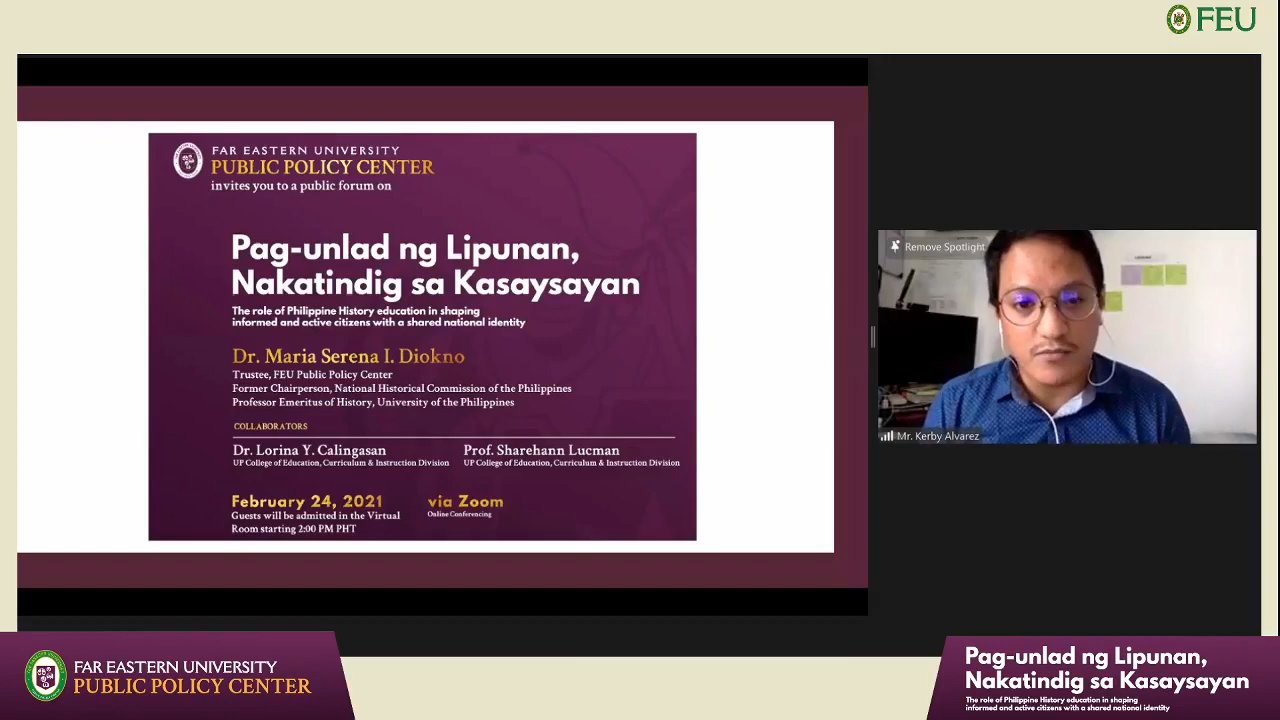 FEU
FAR EASTERN UNIVERSITY
PUBLIC POLICY CENTER
invites you to a public forum on
Pag-unlad ng Lipunan,
Nakatindig sa Kasaysayan
The role of Philippine History education in shaping
informed and active citizens with a shared national identity
Dr. Maria Serena I. Diokno
Trustee, FEU Public Policy Center
Former Chairperson, National Historical Commission of the Philippines
Professor Emeritus of History, University of the Philippines
COLLABORATORS
Dr. Lorina Y. Calingasan
UP College of Education, Curriculum & Instruction Division
Prof. Sharehann Lucman
UP College of Education, Curriculum & Instruction Division
February 24, 2021
Guests will be admitted in the Virtual
Room starting 2:00 PM PHT
via Zoom
Online Conferencing
Remove Spotlight
Mr. Kerby Alvarez
FAR EASTERN UNIVERSITY
PUBLIC POLICY CENTER
Pag-unlad ng Lipunan,
Nakatindig sa Kasaysayan
The role of Philippine History education in shaping
informed and active citizens with a shared national identity